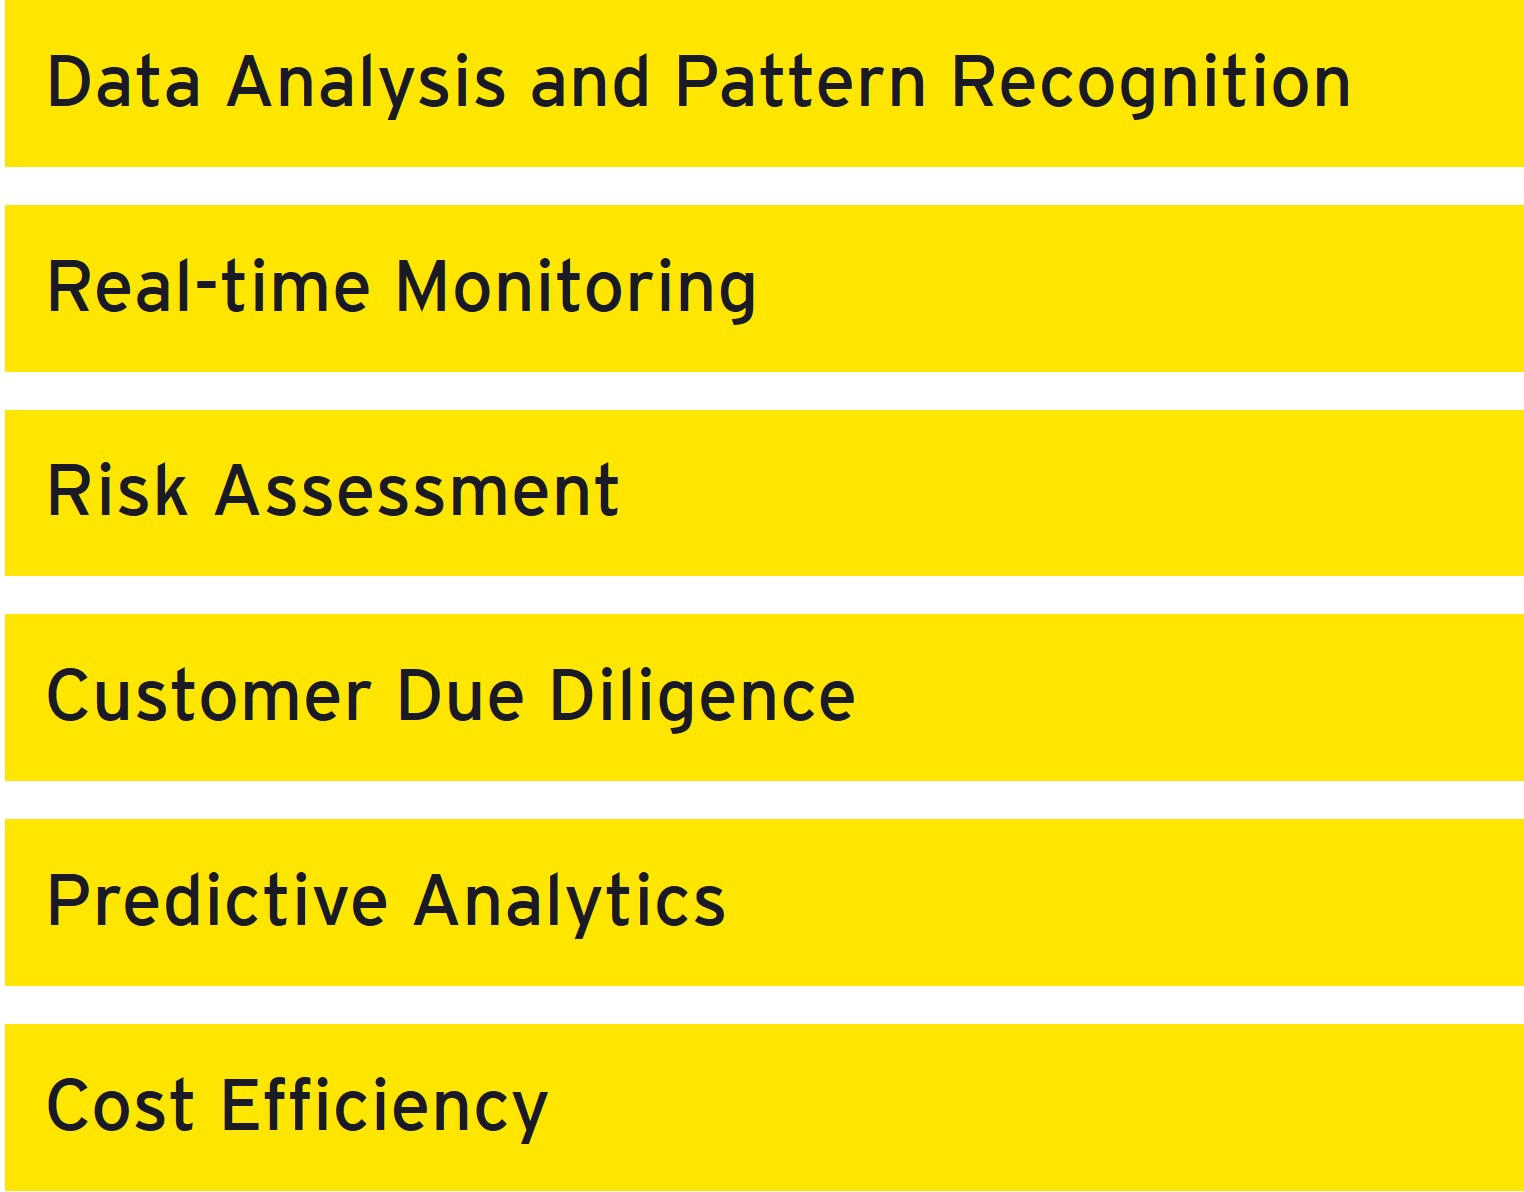 Data Analysis and Pattern Recognition
Real-time Monitoring
Risk Assessment
Customer Due Diligence
Predictive Analytics
Cost Efficiency